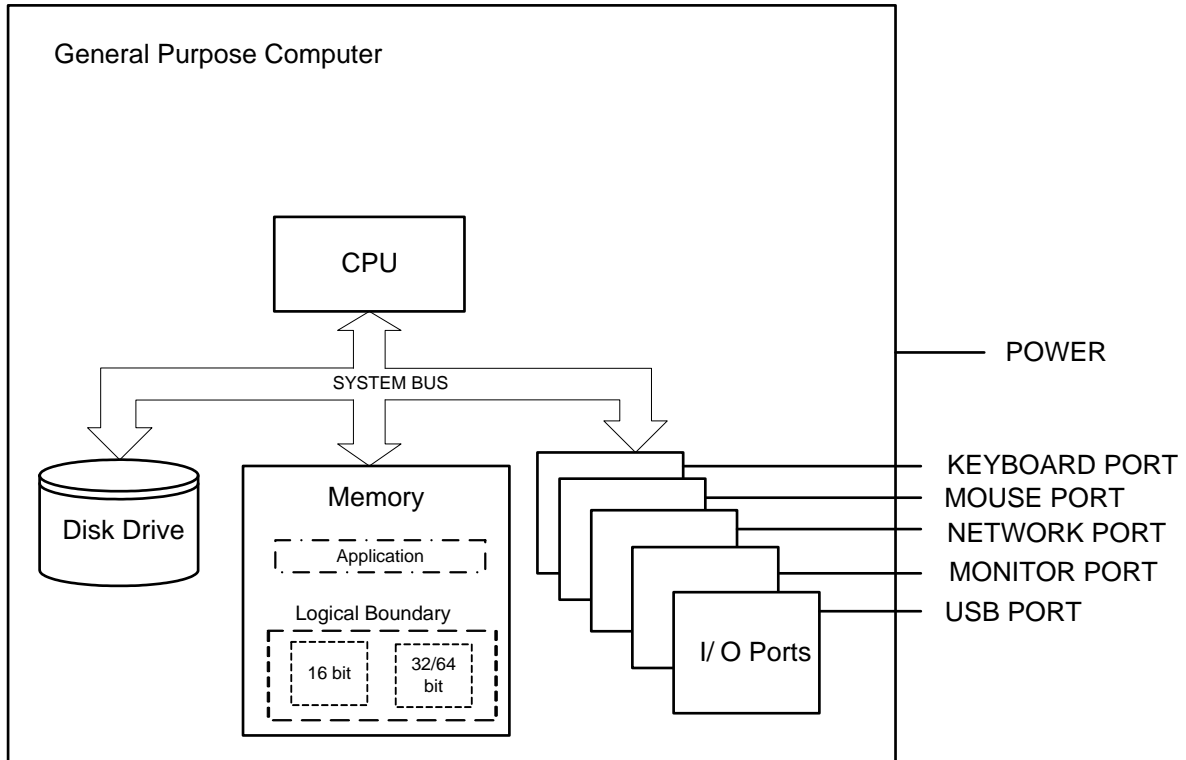 General Purpose Computer
CPU
POWER
SYSTEM BUS
KEYBOARD PORT
MOUSE PORT
NETWORK PORT
MONITOR PORT
USB PORT
Disk Drive
Memory
Application
Logical Boundary
16 bit
32/64
bit
I/ O Ports